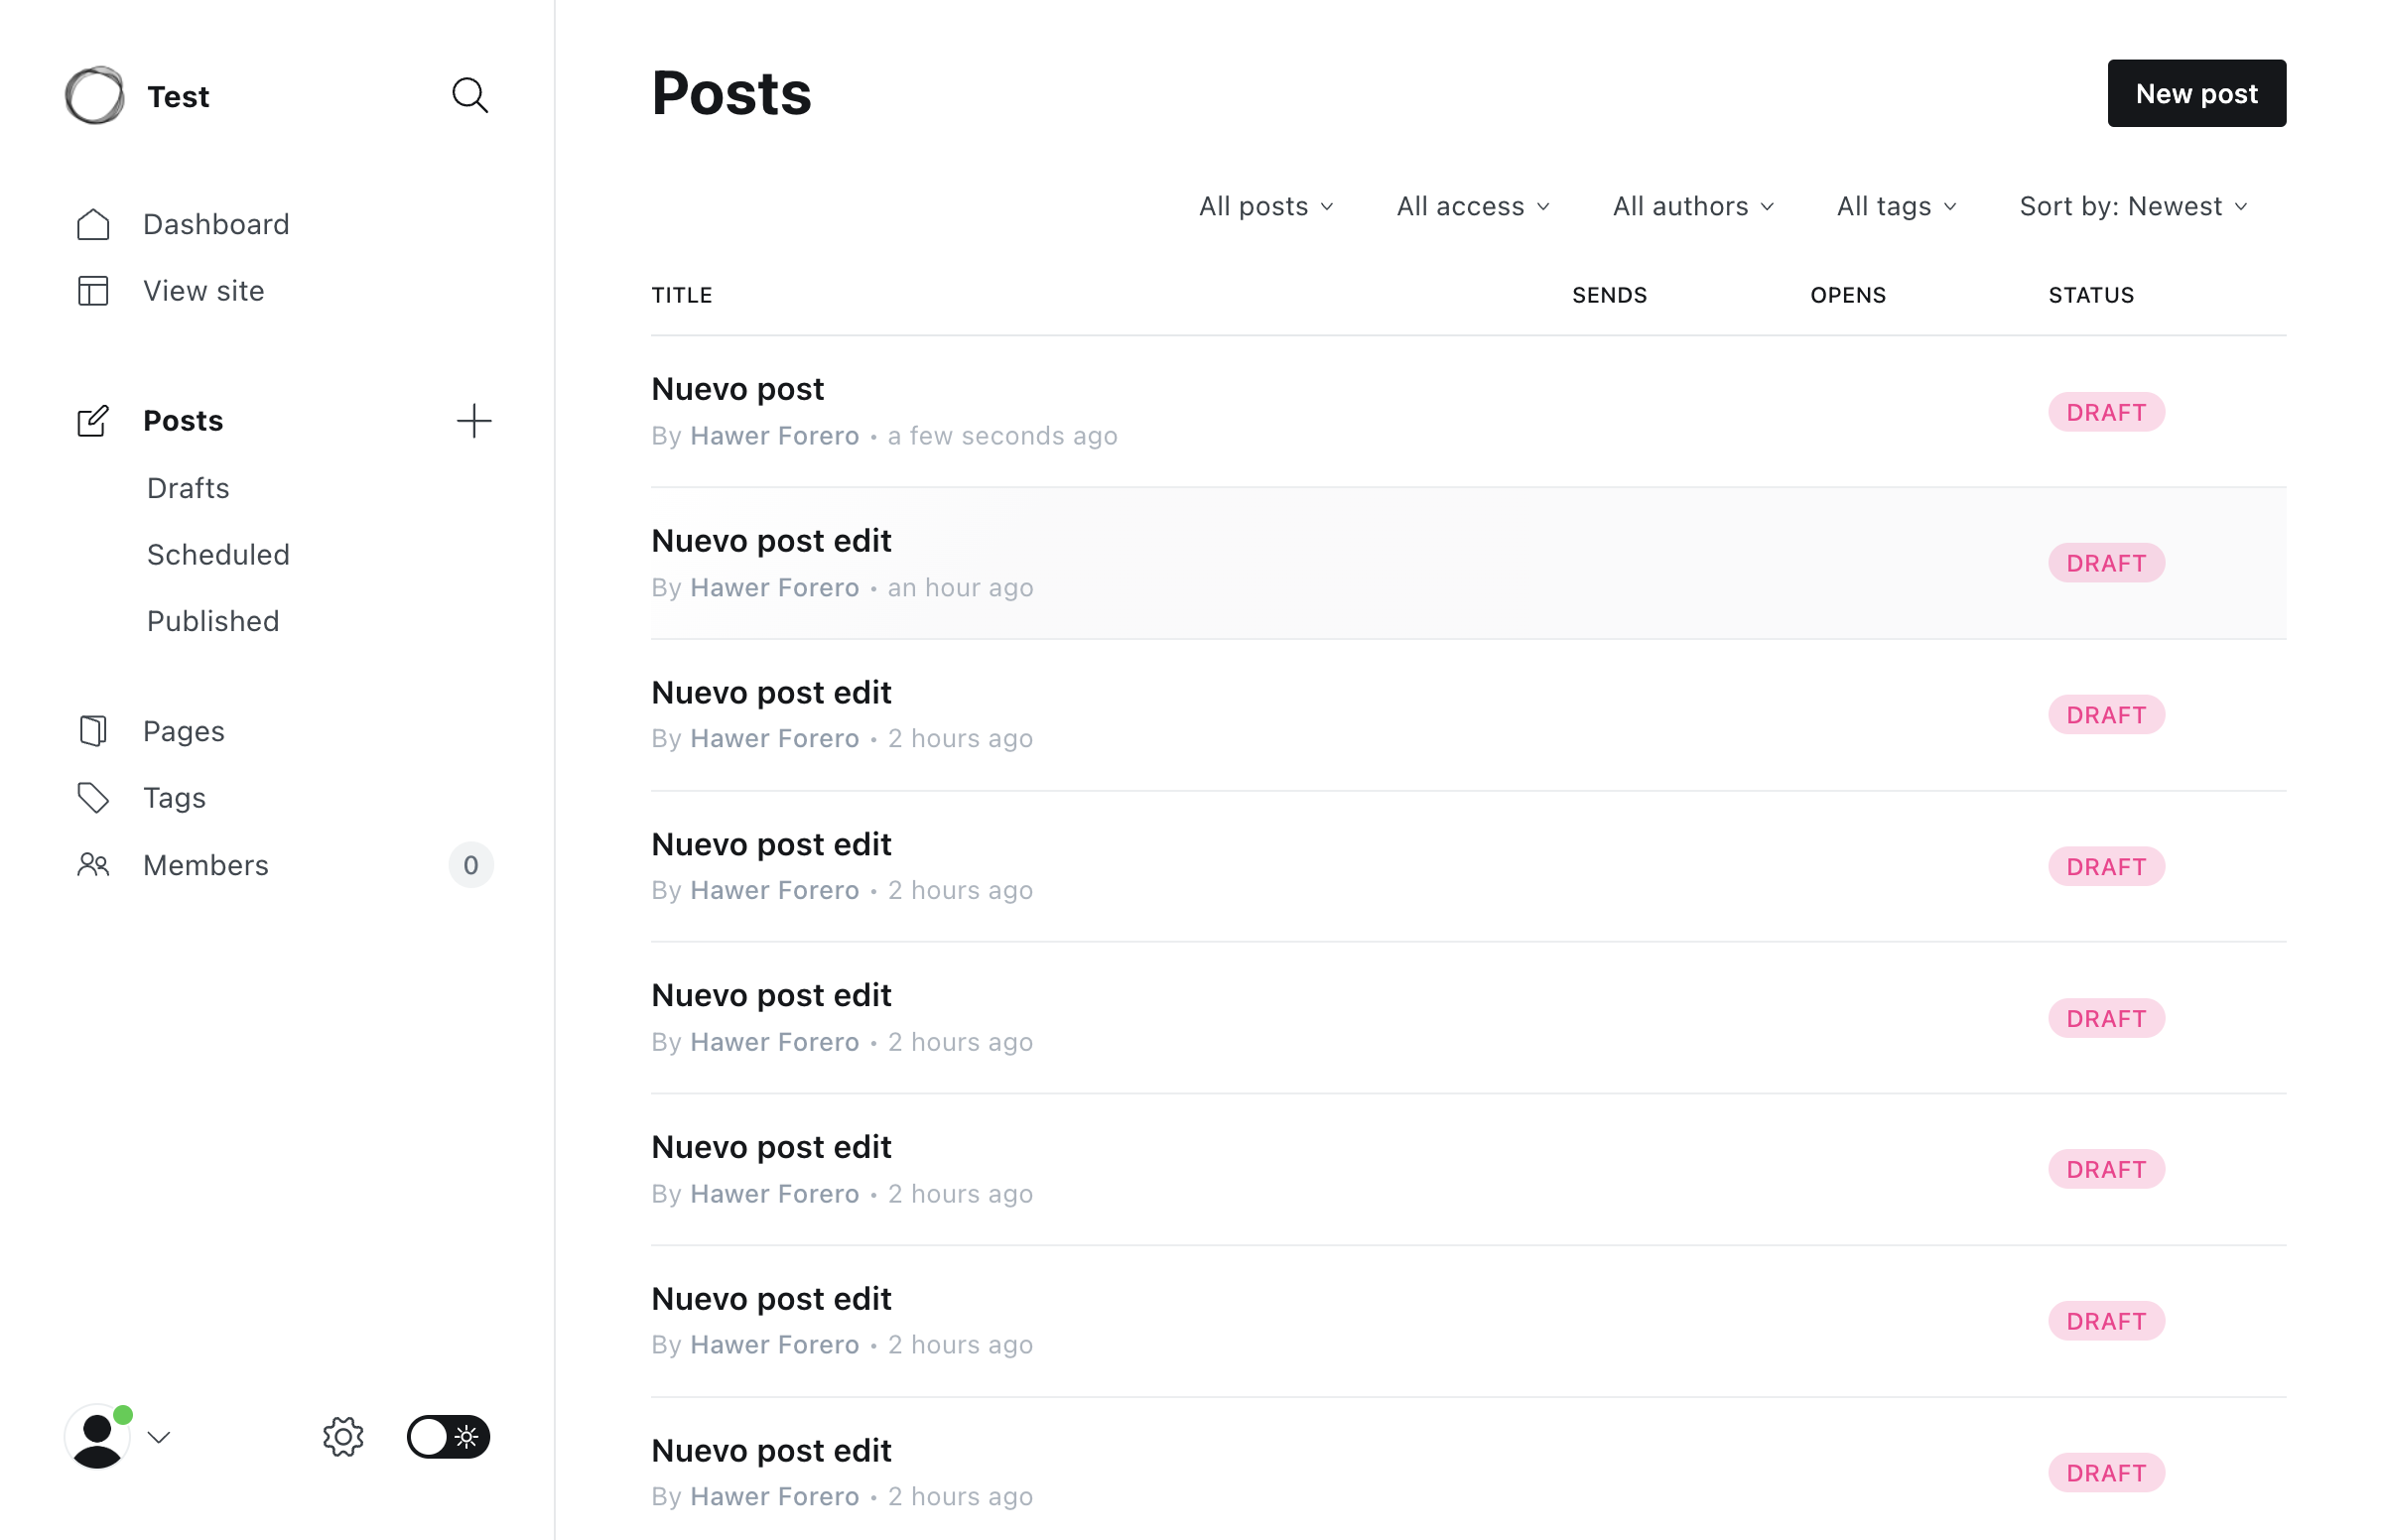 Test
Dashboard
View site
Posts
Drafts
Scheduled
Published
Pages
Tags
Members 0
Posts
New post
All posts All access All authors All tags Sort by: Newest
TITLE SENDS OPENS STATUS
Nuevo post
By Hawer Forero • a few seconds ago
DRAFT
Nuevo post edit
By Hawer Forero • an hour ago
DRAFT
Nuevo post edit
By Hawer Forero • 2 hours ago
DRAFT
Nuevo post edit
By Hawer Forero • 2 hours ago
DRAFT
Nuevo post edit
By Hawer Forero • 2 hours ago
DRAFT
Nuevo post edit
By Hawer Forero • 2 hours ago
DRAFT
Nuevo post edit
By Hawer Forero • 2 hours ago
DRAFT
Nuevo post edit
By Hawer Forero • 2 hours ago
DRAFT